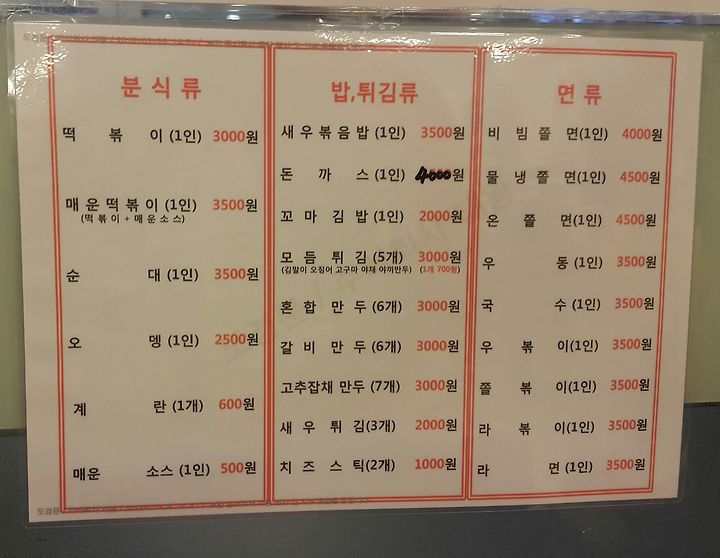 분식류
떡볶이(1인) 3000원
매운떡볶이(1인) 3500원
(떡볶이+매운소스)
순대(1인) 3500원
오뎅(1인) 2500원
계란(1개) 600원
매운소스(1인) 500원
밥,튀김류
새우볶음밥(1인) 3500원
돈까스(1인) 4000원
꼬마김밥(1인) 2000원
모듬튀김(5개) 3000원
(김말이 오징어 고구마 야채 야끼만두) (1개 700원)
혼합만두(6개) 3000원
갈비만두(6개) 3000원
고추잡채만두(7개) 3000원
새우튀김(3개) 2000원
치즈스틱(2개) 1000원
면류
비빔쫄면(1인) 4000원
물냉쫄면(1인) 4500원
온쫄면(1인) 4500원
우동(1인) 3500원
국수(1인) 3500원
우볶이(1인) 3500원
쫄볶이(1인) 3500원
라볶이(1인) 3500원
라면(1인) 3500원